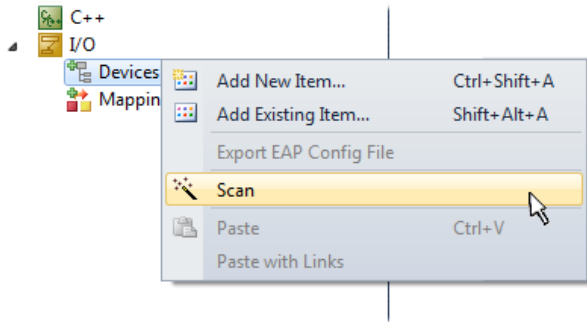 C++
I/O
Devices
Mappin
Add New Item... Ctrl+Shift+A
Add Existing Item... Shift+Alt+A
Export EAP Config File
Scan
Paste Ctrl+V
Paste with Links